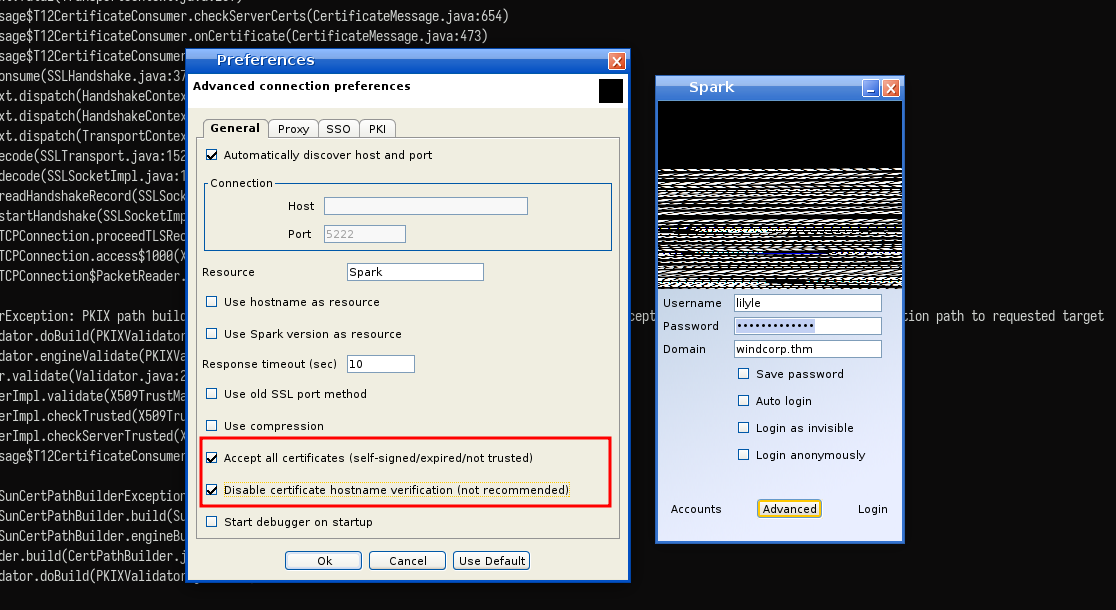 sage$T12CertificateConsumer.checkServerCerts(CertificateMessage.java:654)
sage$T12CertificateConsumer.onCertificate(CertificateMessage.java:473)
sage$T12CertificateConsumer
onsume(SSLHandshake.java:37
xt.dispatch(HandshakeContex
xt.dispatch(HandshakeContex
xt.dispatch(TransportContex
ecode(SSLTransport.java:152
decode(SSLSocketImpl.java:1
readHandshakeRecord(SSLSock
startHandshake(SSLSocketImp
TCPConnection.proceedTLSRec
TCPConnection.access$1000(X
TCPConnection$PacketReader.
rException: PKIX path buil
dator.doBuild(PKIXValidator
dator.engineValidate(PKIXVa
r.validate(Validator.java:2
erImpl.validate(X509TrustMa
erImpl.checkTrusted(X509Tru
erImpl.checkServerTrusted(X
sage$T12CertificateConsumer
SunCertPathBuilderException
SunCertPathBuilder.build(Su
SunCertPathBuilder.engineBu
der.build(CertPathBuilder.j
dator.doBuild(PKIXValidator
Preferences
Advanced connection preferences
General Proxy SSO PKI
Automatically discover host and port
Connection
Host
Port 5222
Resource Spark
Use hostname as resource
Use Spark version as resource
Response timeout (sec) 10
Use old SSL port method
Use compression
Accept all certificates (self-signed/expired/not trusted)
Disable certificate hostname verification (not recommended)
Start debugger on startup
Ok Cancel Use Default
cept
Spark
Username lilyle
Password •••••••••••••
Domain windcorp.thm
Save password
Auto login
Login as invisible
Login anonymously
Accounts Advanced Login
tion path to requested target